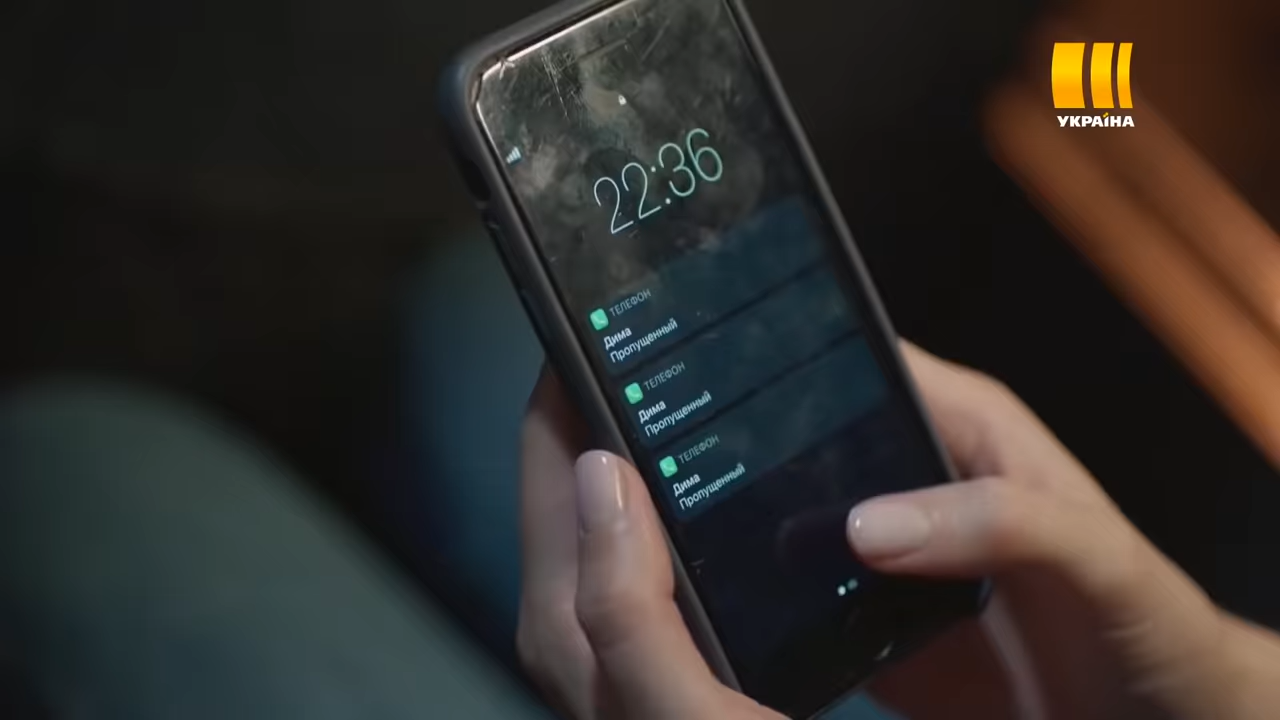 УКРАЇНА
22:36
ТЕЛЕФОН
Дима
Пропущенный
ТЕЛЕФОН
Дима
Пропущенный
ТЕЛЕФОН
Дима
Пропущенный